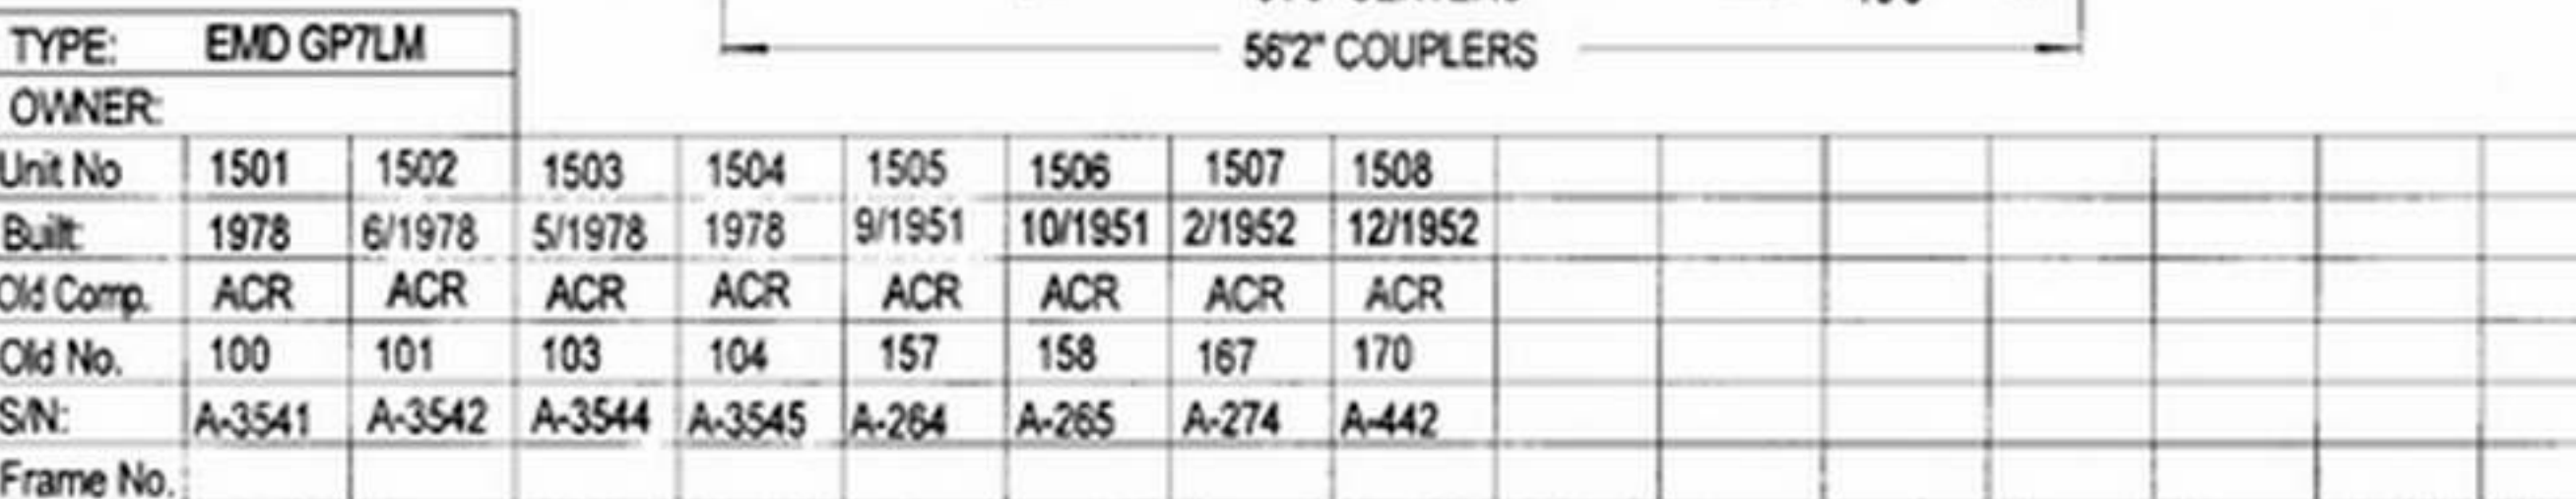 TYPE: EMD GP7LM
56'2" COUPLERS
OWNER:
Unit No 1501 1502 1503 1504 1505 1506 1507 1508
Built: 1978 6/1978 5/1978 1978 9/1951 10/1951 2/1952 12/1952
Old Comp. ACR ACR ACR ACR ACR ACR ACR ACR
Old No. 100 101 103 104 157 158 167 170
S/N: A-3541 A-3542 A-3544 A-3545 A-264 A-265 A-274 A-442
Frame No.